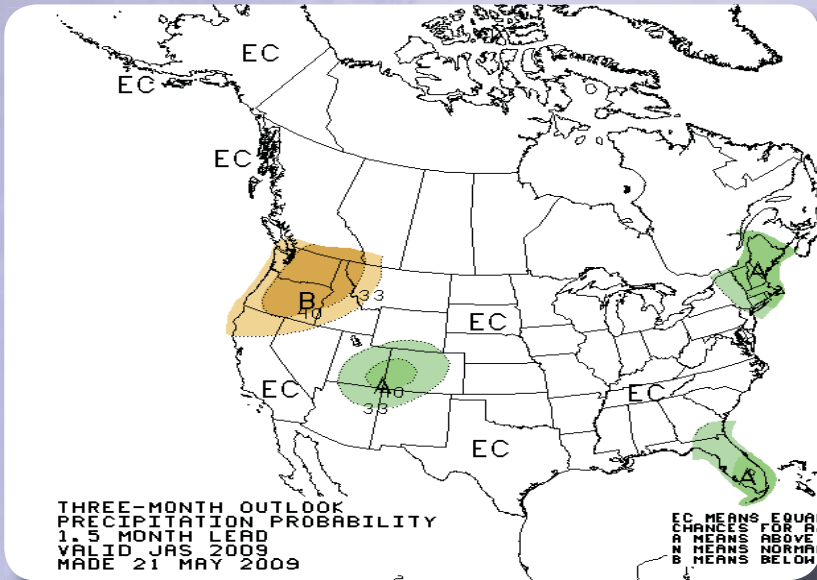 EC
EC
EC
B
40
33
A
EC
A
40
33
EC
EC
EC
A
THREE-MONTH OUTLOOK
PRECIPITATION PROBABILITY
1.5 MONTH LEAD
VALID JAS 2009
MADE 21 MAY 2009
EC MEANS EQUA
CHANCES FOR A
A MEANS ABOVE
N MEANS NORMA
B MEANS BELOW